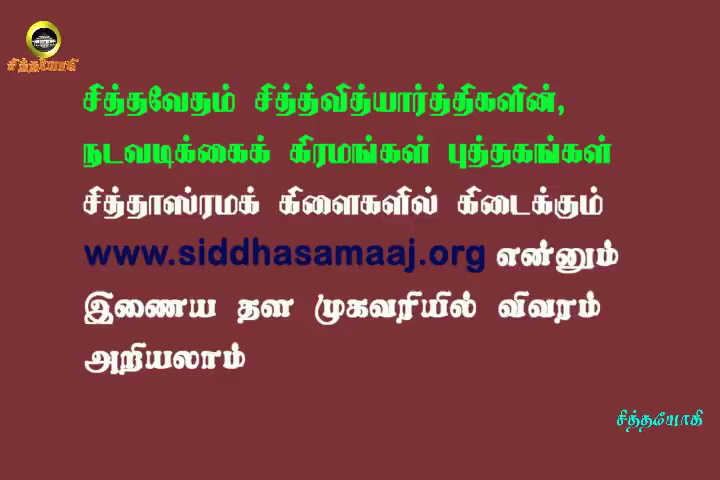 சித்தயோகி
சித்தவேதம் சித்த்வித்யார்த்திகளின்,
நடவடிக்கைக் கிரமங்கள் புத்தகங்கள்
சித்தாஸ்ரமக் கிளைகளில் கிடைக்கும்
www.siddhasamaaj.org என்னும்
இணைய தள முகவரியில் விவரம்
அறியலாம்
சித்தயோகி